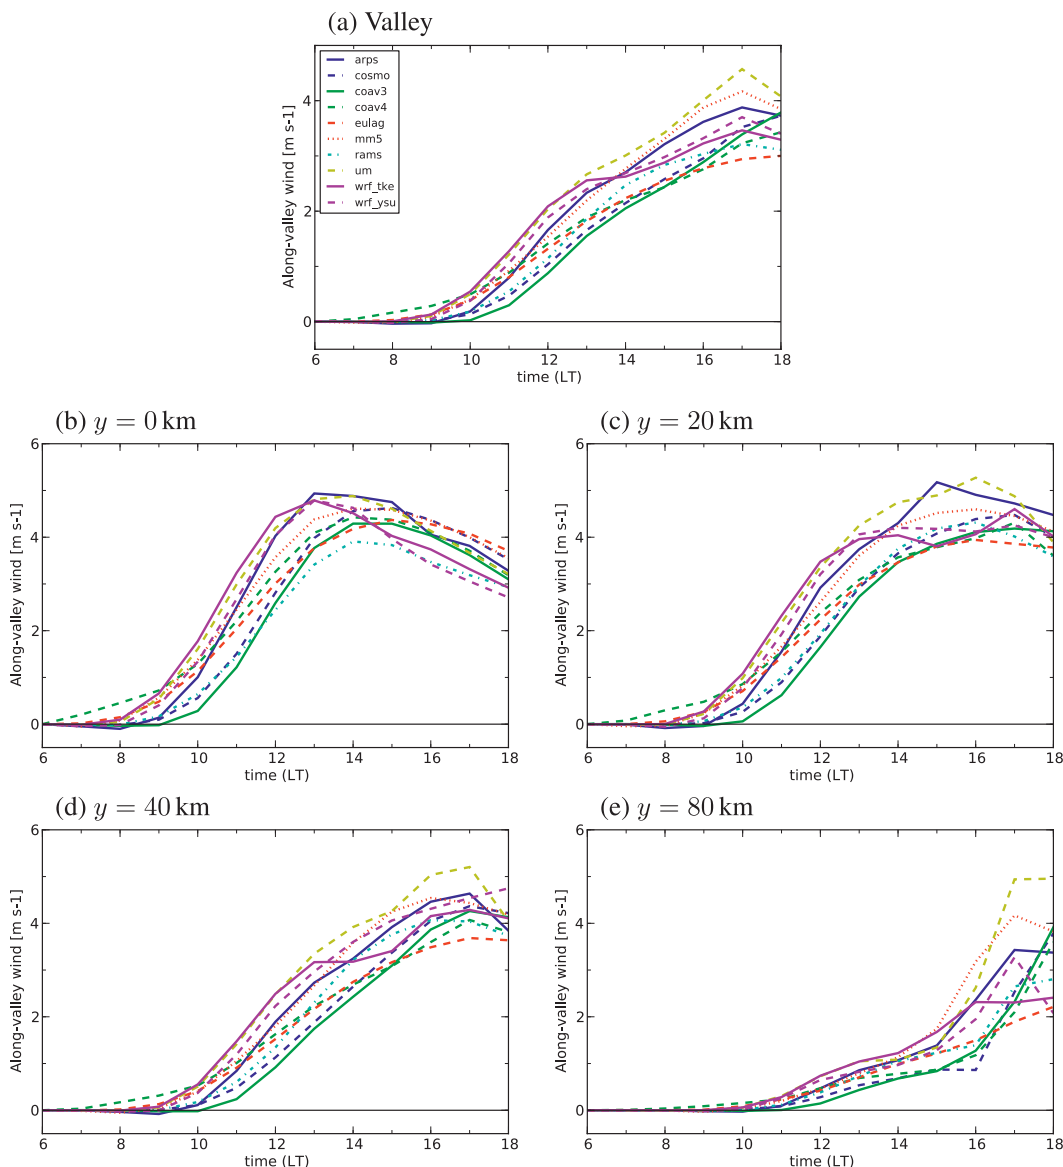 (a) Valley
Along-valley wind [m s-1]
4
2
0
arps
cosmo
coav3
coav4
eulag
mm5
rams
um
wrf_tke
wrf_ysu
6 8 10 12 14 16 18
time (LT)
(b) y = 0 km
Along-valley wind [m s-1]
6
4
2
0
6 8 10 12 14 16 18
time (LT)
(c) y = 20 km
Along-valley wind [m s-1]
6
4
2
0
6 8 10 12 14 16 18
time (LT)
(d) y = 40 km
Along-valley wind [m s-1]
6
4
2
0
6 8 10 12 14 16 18
time (LT)
(e) y = 80 km
Along-valley wind [m s-1]
6
4
2
0
6 8 10 12 14 16 18
time (LT)